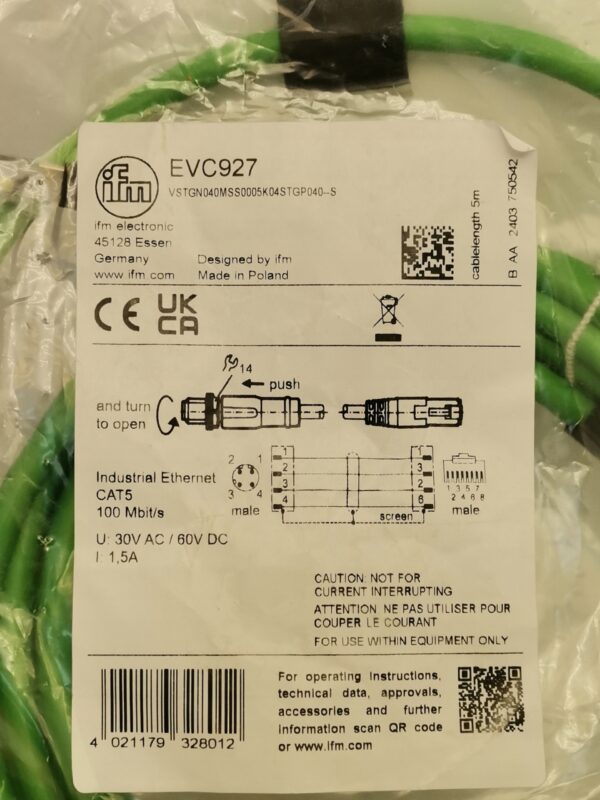 ifm
EVC927
VSTGN040MSS0005K04STGP040--S
ifm electronic
45128 Essen
Germany
www ifm.com
Designed by ifm
Made in Poland
cablelength 5m
B AA 2403 750542
CE UK
CA
14
push
and turn
to open
Industrial Ethernet
CAT5
100 Mbit/s
U: 30V AC / 60V DC
I: 1,5A
2 1
3 4
male
1 1
2 3
3 2
4 6
screen
1 3 5 7
2 4 6 8
male
CAUTION: NOT FOR
CURRENT INTERRUPTING
ATTENTION NE PAS UTILISER POUR
COUPER LE COURANT
FOR USE WITHIN EQUIPMENT ONLY
4 021179 328012
For operating instructions,
technical data, approvals,
accessories and further
information scan QR code
or www.ifm.com